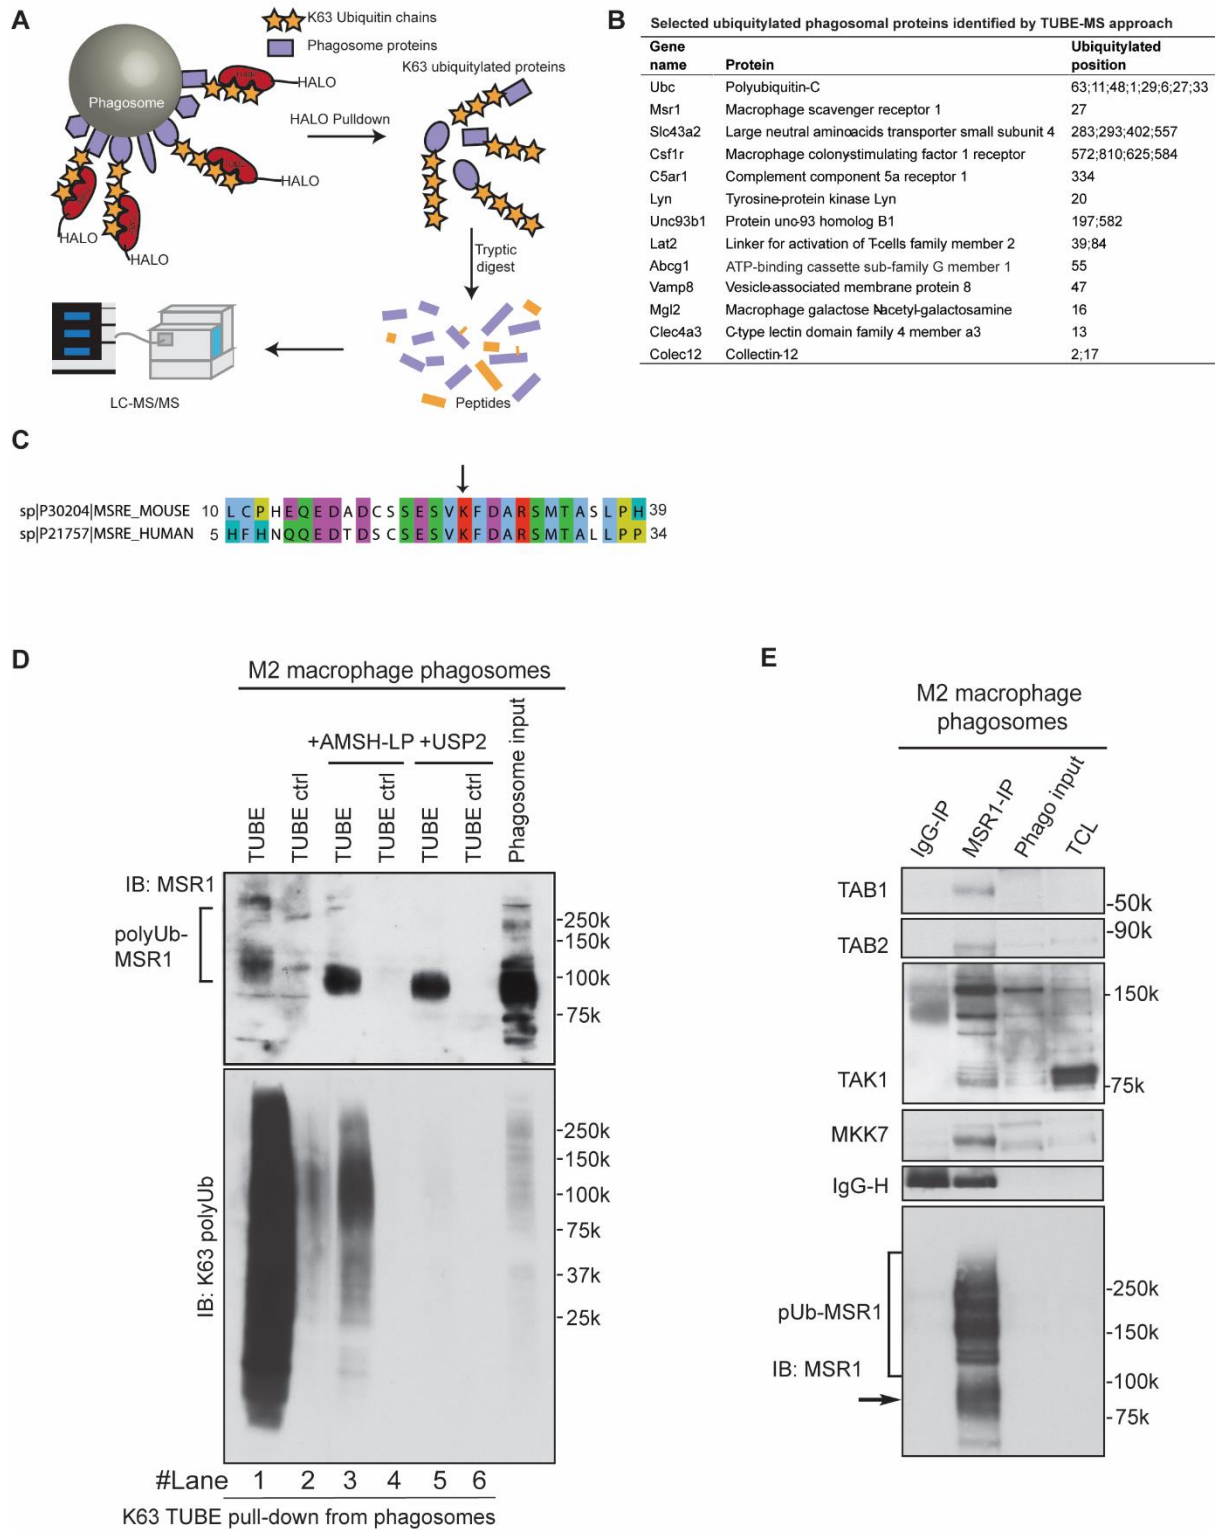 A
K63 Ubiquitin chains
Phagosome proteins
Phagosome
HALO
HALO
HALO
HALO
HALO Pulldown
K63 ubiquitylated proteins
Tryptic
digest
Peptides
LC-MS/MS
B
Selected ubiquitylated phagosomal proteins identified by TUBE-MS approach
Gene name Protein Ubiquitylated position
Ubc Polyubiquitin-C 63;11;48;1;29;6;27;33
Msr1 Macrophage scavenger receptor 1 27
Slc43a2 Large neutral aminoacids transporter small subunit 4 283;293;402;557
Csf1r Macrophage colonystimulating factor 1 receptor 572;810;625;584
C5ar1 Complement component 5a receptor 1 334
Lyn Tyrosine-protein kinase Lyn 20
Unc93b1 Protein unc-93 homolog B1 197;582
Lat2 Linker for activation of T-cells family member 2 39;84
Abcg1 ATP-binding cassette sub-family G member 1 55
Vamp8 Vesicle-associated membrane protein 8 47
Mgl2 Macrophage galactose N-acetyl-galactosamine 16
Clec4a3 C-type lectin domain family 4 member a3 13
Colec12 Collectin-12 2;17
C
sp|P30204|MSRE_MOUSE 10 L C P H E Q E D A D C S S E S V K F D A R S M T A S L P H 39
sp|P21757|MSRE_HUMAN 5 H F H N Q Q E D T D S C S E S V K F D A R S M T A L L P P 34
D
M2 macrophage phagosomes
+AMSH-LP +USP2
TUBE
TUBE ctrl
TUBE
TUBE ctrl
TUBE
TUBE ctrl
Phagosome input
IB: MSR1
polyUb-
MSR1
-250k
-150k
-100k
-75k
IB: K63 polyUb
-250k
-150k
-100k
-75k
-37k
-25k
#Lane 1 2 3 4 5 6
K63 TUBE pull-down from phagosomes
E
M2 macrophage
phagosomes
IgG-IP
MSR1-IP
Phago input
TCL
TAB1
-50k
-90k
TAB2
-150k
TAK1
-75k
MKK7
IgG-H
pUb-MSR1
IB: MSR1
-250k
-150k
-100k
-75k